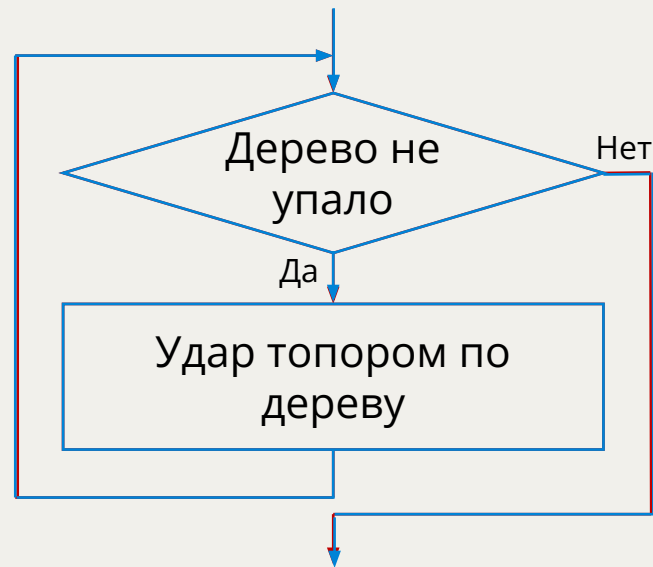 Дерево не
упало
Нет
Да
Удар топором по
дереву